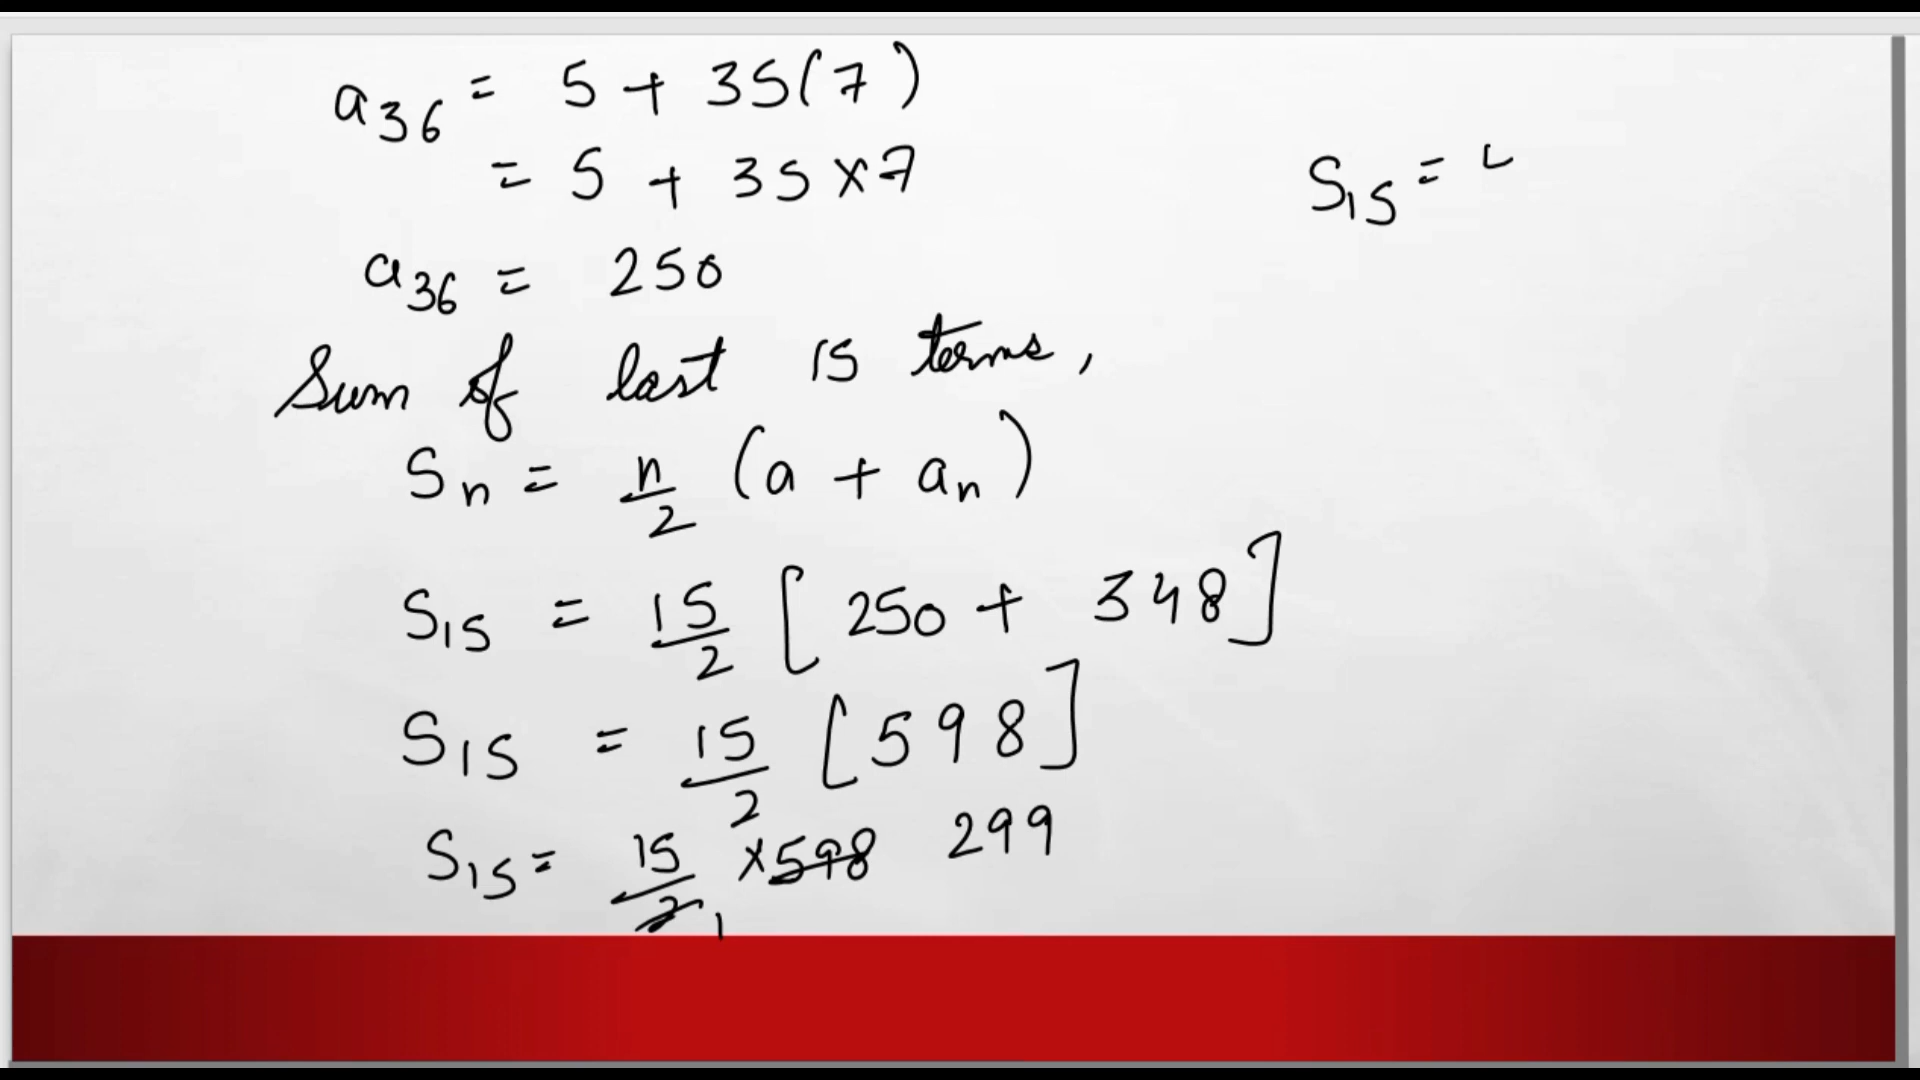 a₃₆ = 5 + 35(7)
= 5 + 35 × 7
a₃₆ = 250
Sum of last 15 terms,
Sₙ = n/2 (a + aₙ)
S₁₅ = 15/2 [250 + 348]
S₁₅ = 15/2 [598]
S₁₅ = 15/2 × 598 299
1
S₁₅ =